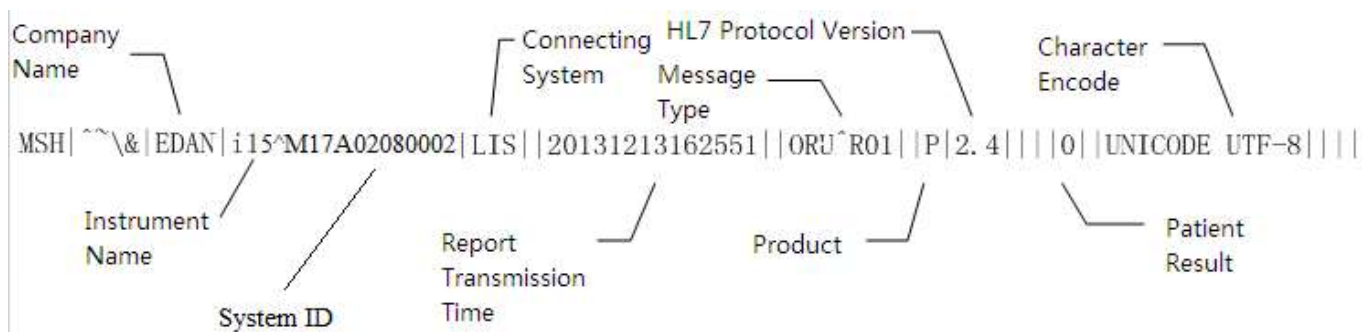 Company
Name
Connecting
System
HL7 Protocol Version
Message
Type
Character
Encode
MSH|^~\&|EDAN|i15^M17A02080002|LIS||20131213162551||ORU^R01||P|2.4||||0||UNICODE UTF-8||||
Instrument
Name
System ID
Report
Transmission
Time
Product
Patient
Result